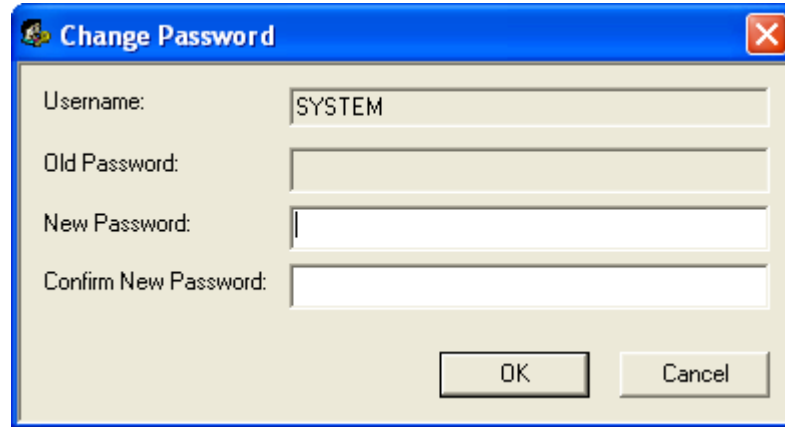 Change Password
Username:
SYSTEM
Old Password:
New Password:
Confirm New Password:
OK
Cancel